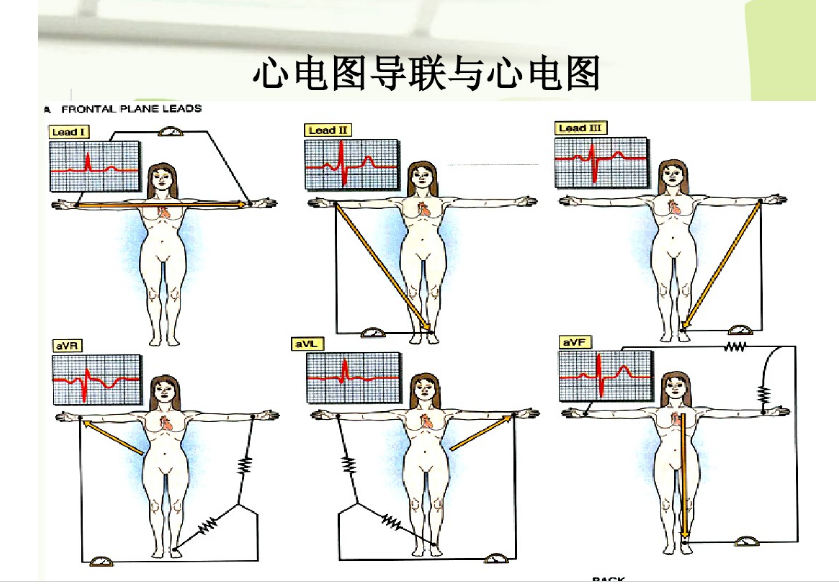 心电图导联与心电图
A FRONTAL PLANE LEADS
Lead I
Lead II
Lead III
aVR
aVL
aVF